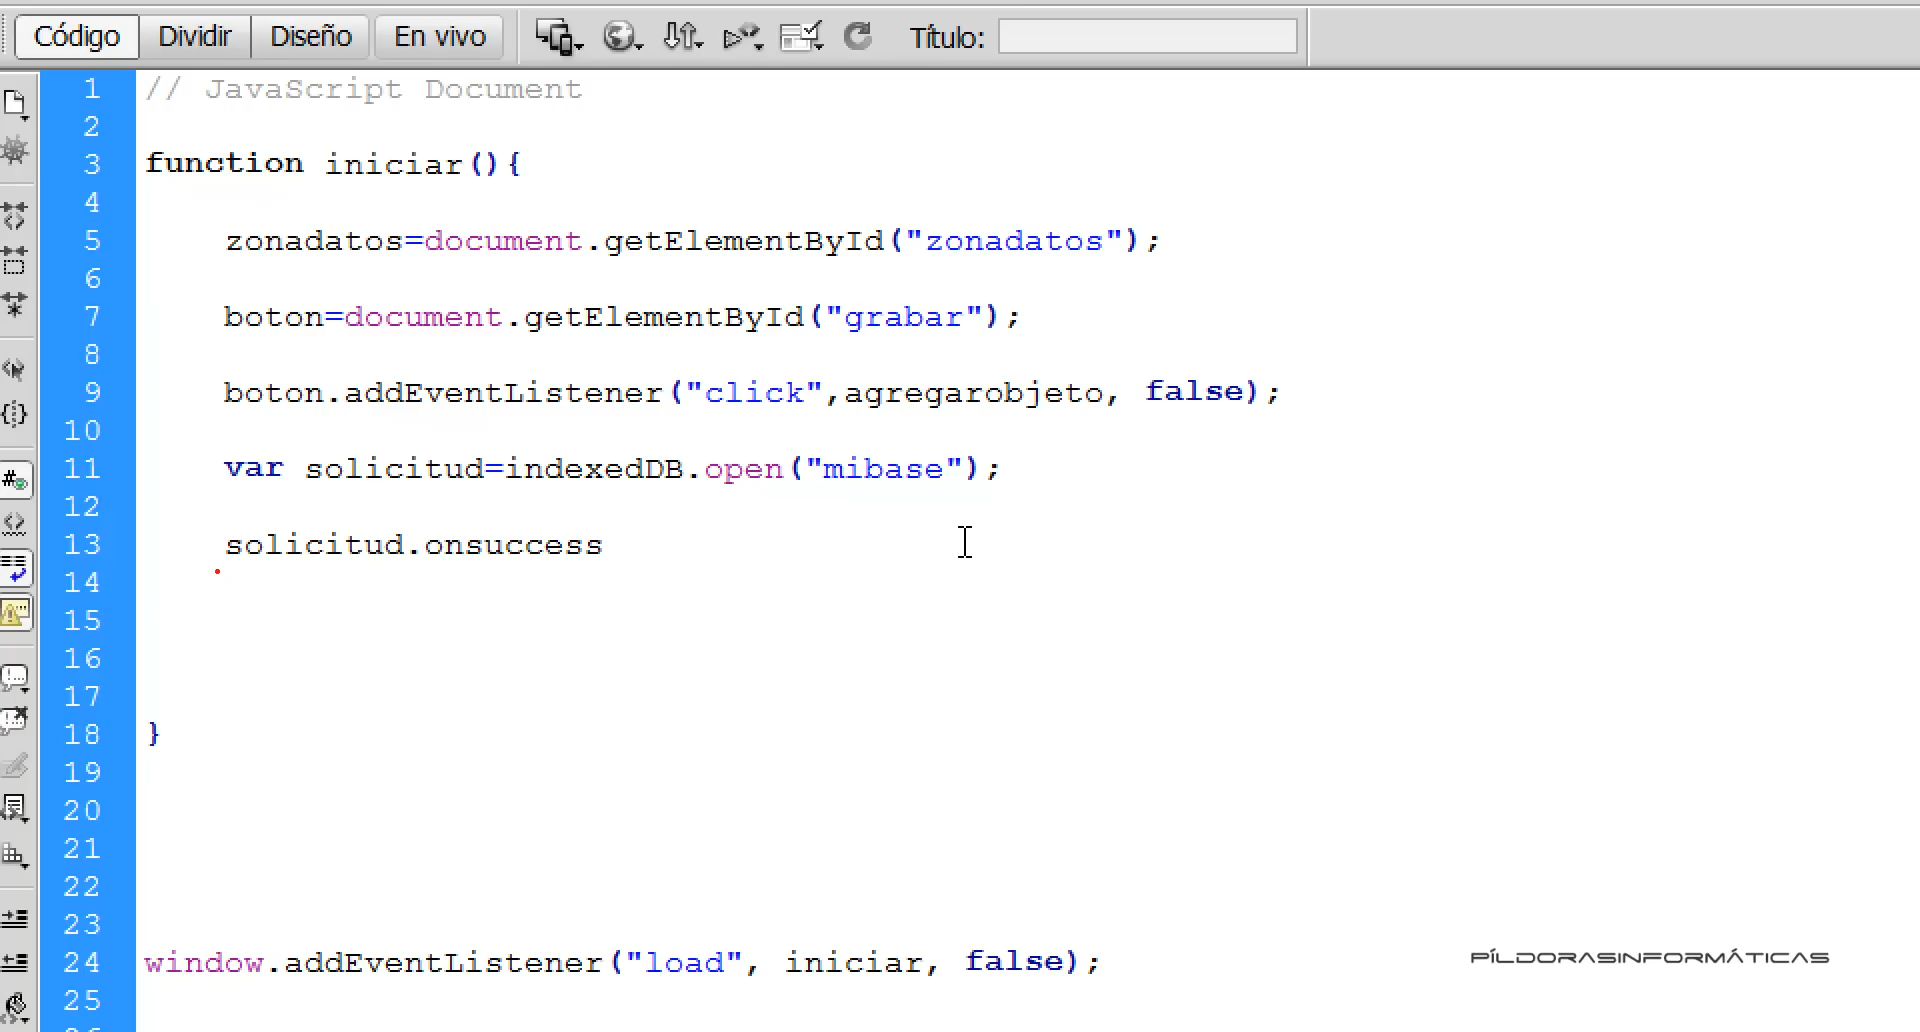 Código Dividir Diseño En vivo Título:
1 // JavaScript Document
2
3 function iniciar(){
4
5 zonadatos=document.getElementById("zonadatos");
6
7 boton=document.getElementById("grabar");
8
9 boton.addEventListener("click",agregarobjeto, false);
10
11 var solicitud=indexedDB.open("mibase");
12
13 solicitud.onsuccess
14
15
16
17
18 }
19
20
21
22
23
24 window.addEventListener("load", iniciar, false);
PÍLDORASINFORMÁTICAS
25